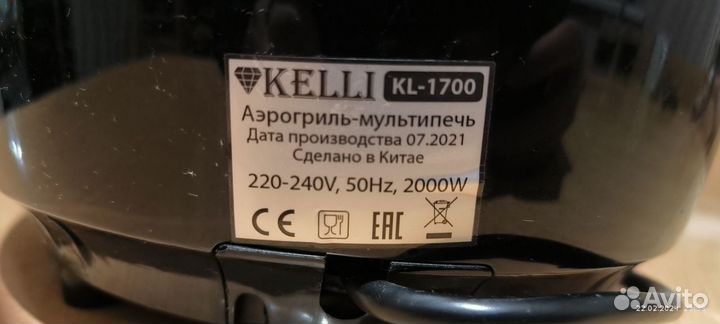 KELLI KL-1700
Аэрогриль-мультипечь
Дата производства 07.2021
Сделано в Китае
220-240V, 50Hz, 2000W
CE EAC
Avito